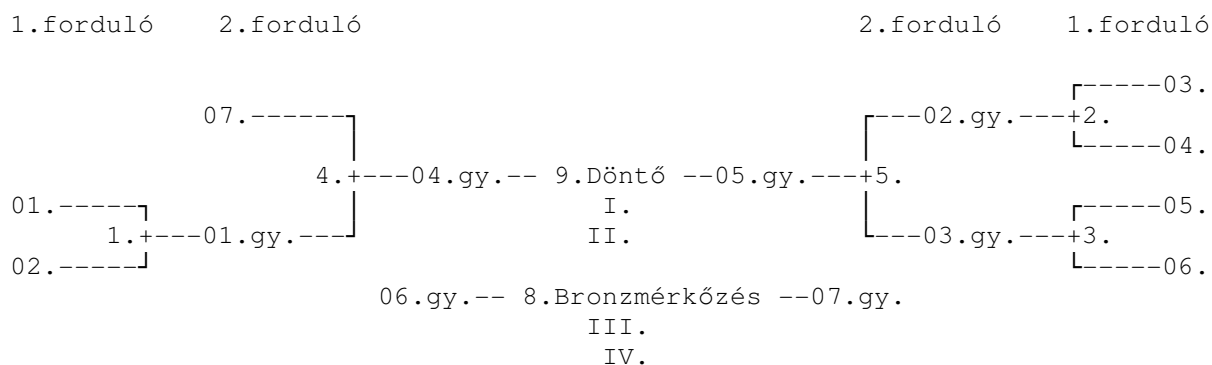 1.forduló 2.forduló 2.forduló 1.forduló
┌-----03.
07.------┐ ┌---02.gy.---+2.
│ │ └-----04.
4.+---04.gy.-- 9.Döntő --05.gy.---+5.
01.-----┐ │ I. │ ┌-----05.
1.+---01.gy.---┘ II. └---03.gy.---+3.
02.-----┘ └-----06.
06.gy.-- 8.Bronzmérkőzés --07.gy.
III.
IV.